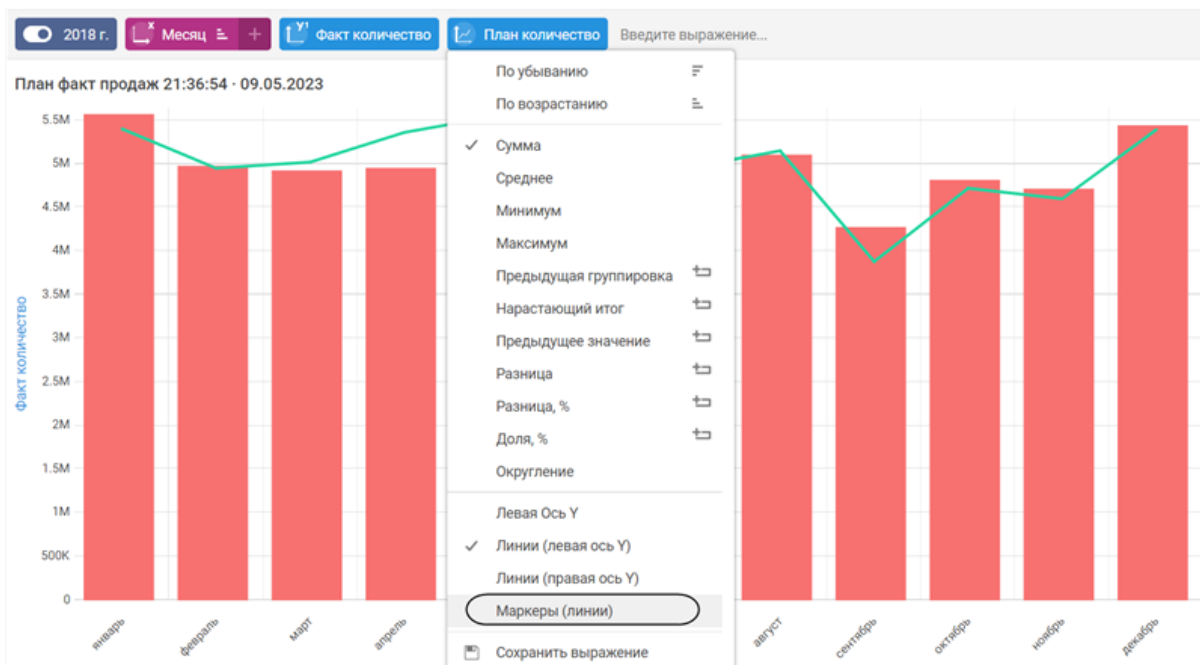 2018 г.
X Месяц +
Y1 Факт количество
План количество
Введите выражение...
План факт продаж 21:36:54 · 09.05.2023
По убыванию
По возрастанию
Сумма
Среднее
Минимум
Максимум
Предыдущая группировка
Нарастающий итог
Предыдущее значение
Разница
Разница, %
Доля, %
Округление
Левая Ось Y
Линии (левая ось Y)
Линии (правая ось Y)
Маркеры (линии)
Сохранить выражение
Факт количество
5.5M
5M
4.5M
4M
3.5M
3M
2.5M
2M
1.5M
1M
500K
0
январь
февраль
март
апрель
август
сентябрь
октябрь
ноябрь
декабрь